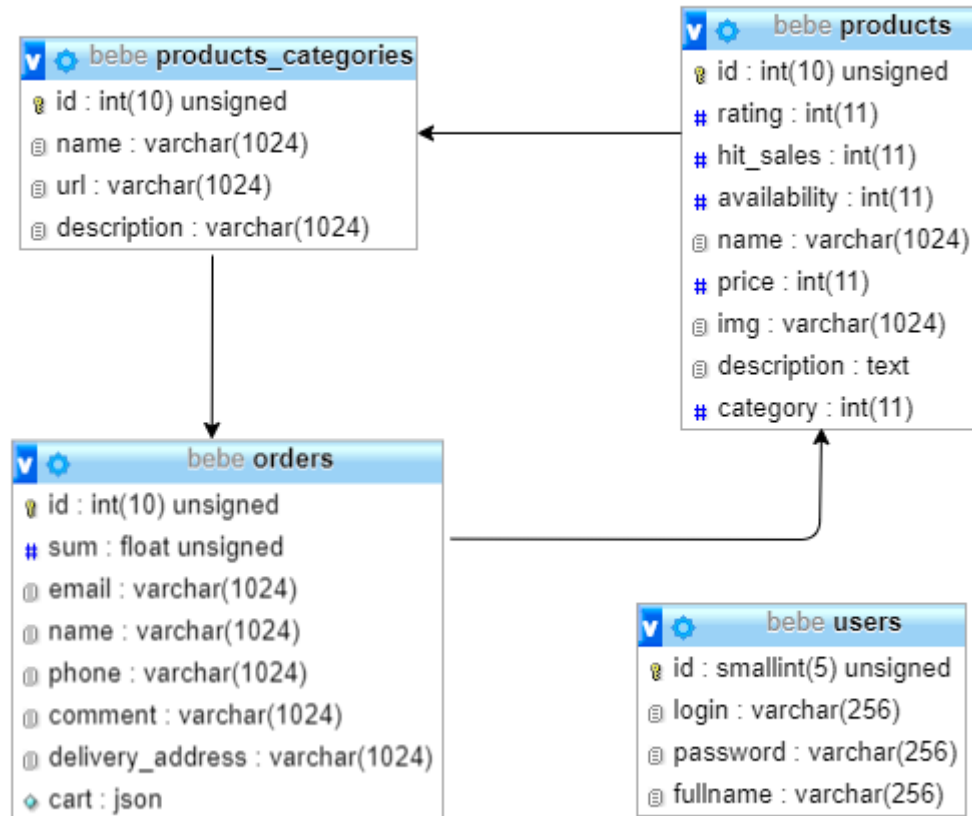 v bebe products_categories
id : int(10) unsigned
name : varchar(1024)
url : varchar(1024)
description : varchar(1024)
v bebe products
id : int(10) unsigned
# rating : int(11)
# hit_sales : int(11)
# availability : int(11)
name : varchar(1024)
# price : int(11)
img : varchar(1024)
description : text
# category : int(11)
v bebe orders
id : int(10) unsigned
# sum : float unsigned
email : varchar(1024)
name : varchar(1024)
phone : varchar(1024)
comment : varchar(1024)
delivery_address : varchar(1024)
cart : json
v bebe users
id : smallint(5) unsigned
login : varchar(256)
password : varchar(256)
fullname : varchar(256)